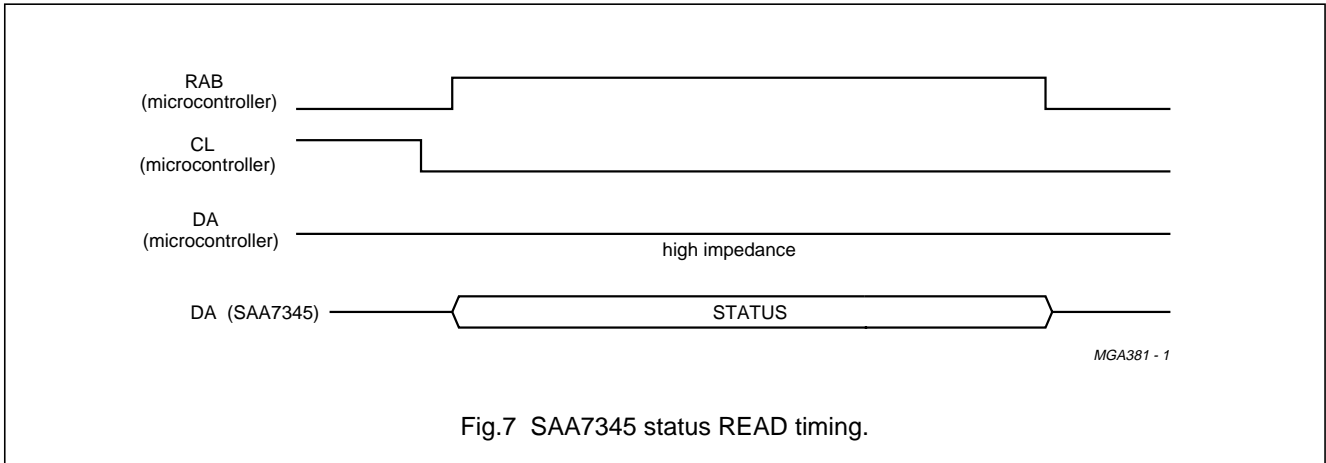 RAB
(microcontroller)
CL
(microcontroller)
DA
(microcontroller)
high impedance
DA (SAA7345)
STATUS
MGA381 - 1
Fig.7 SAA7345 status READ timing.